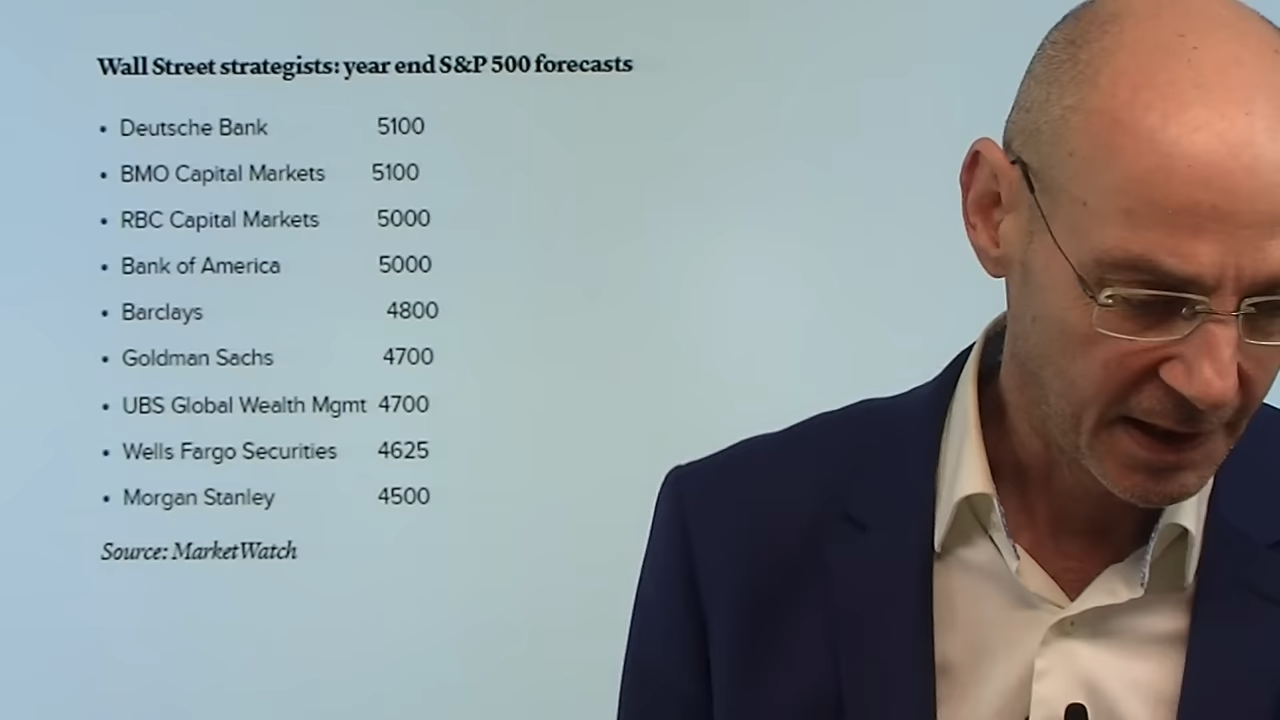 Wall Street strategists: year end S&P 500 forecasts
• Deutsche Bank 5100
• BMO Capital Markets 5100
• RBC Capital Markets 5000
• Bank of America 5000
• Barclays 4800
• Goldman Sachs 4700
• UBS Global Wealth Mgmt 4700
• Wells Fargo Securities 4625
• Morgan Stanley 4500
Source: MarketWatch